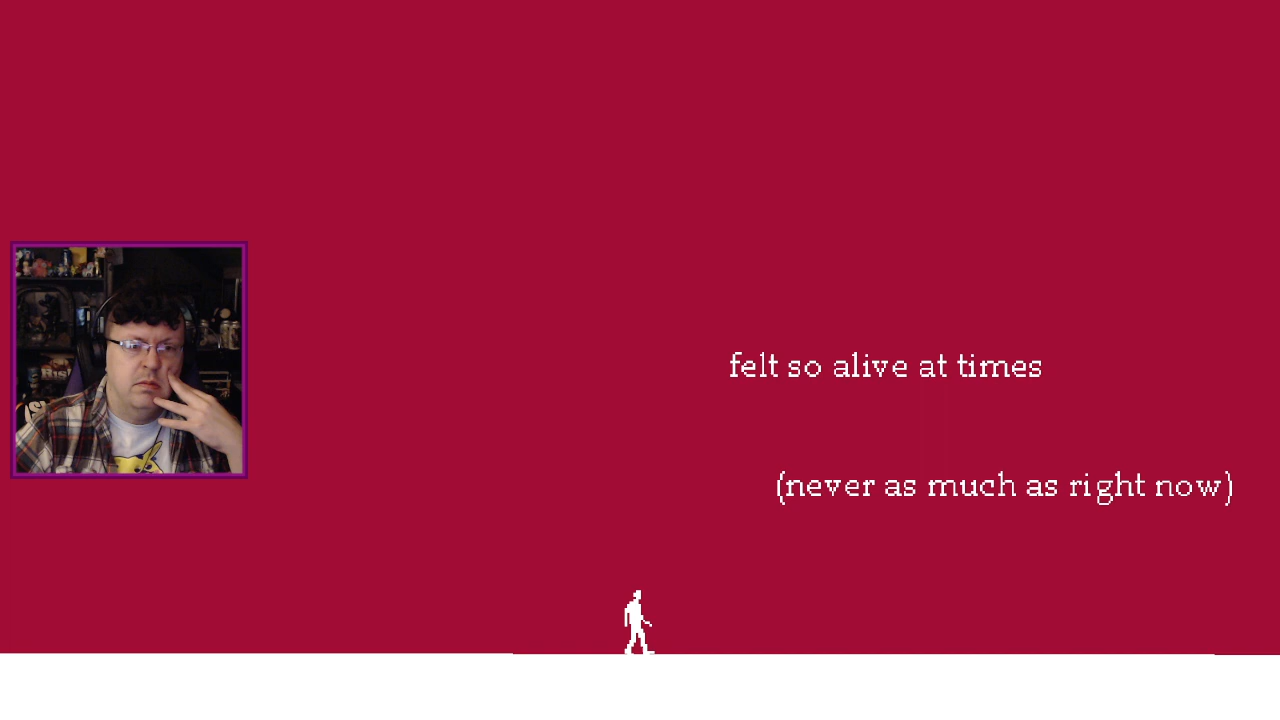 felt so alive at times
(never as much as right now)